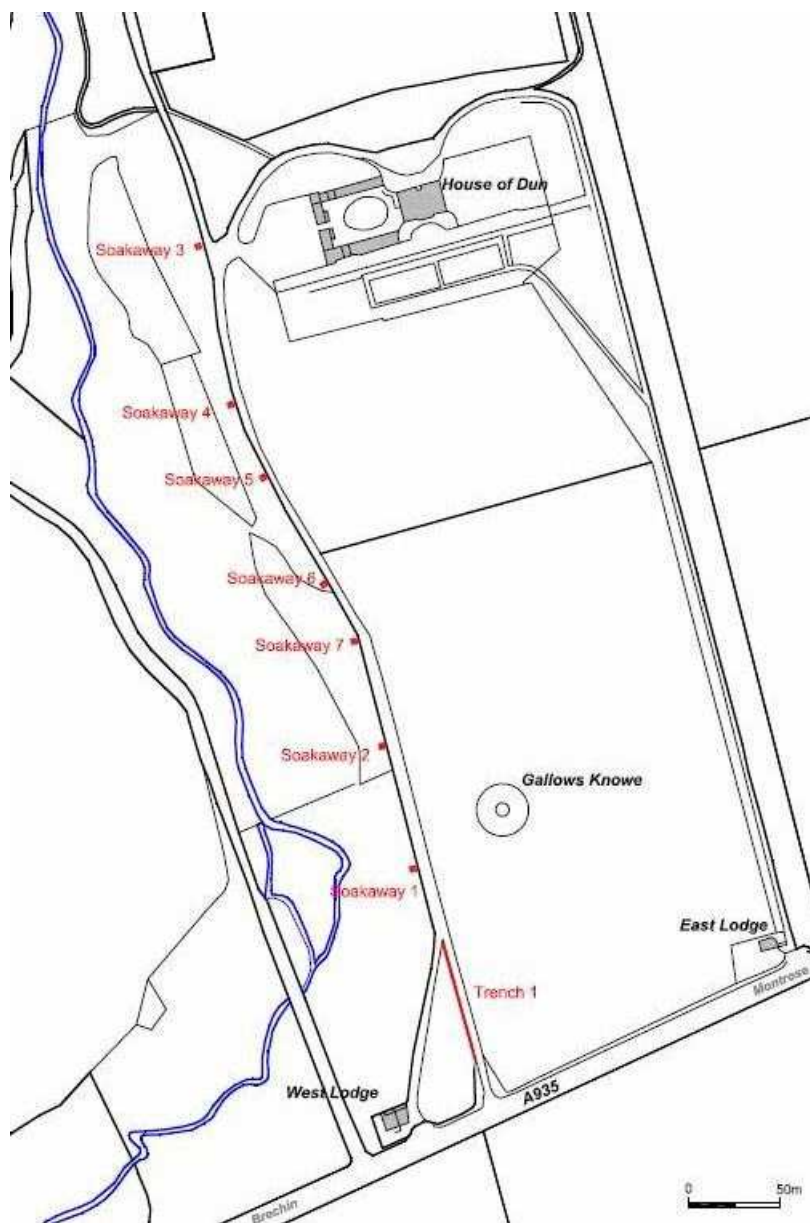 House of Dun
Soakaway 3
Soakaway 4
Soakaway 5
Soakaway 6
Soakaway 7
Soakaway 2
Gallows Knowe
Soakaway 1
East Lodge
Montrose
Trench 1
West Lodge
A935
Brechin
0 50m